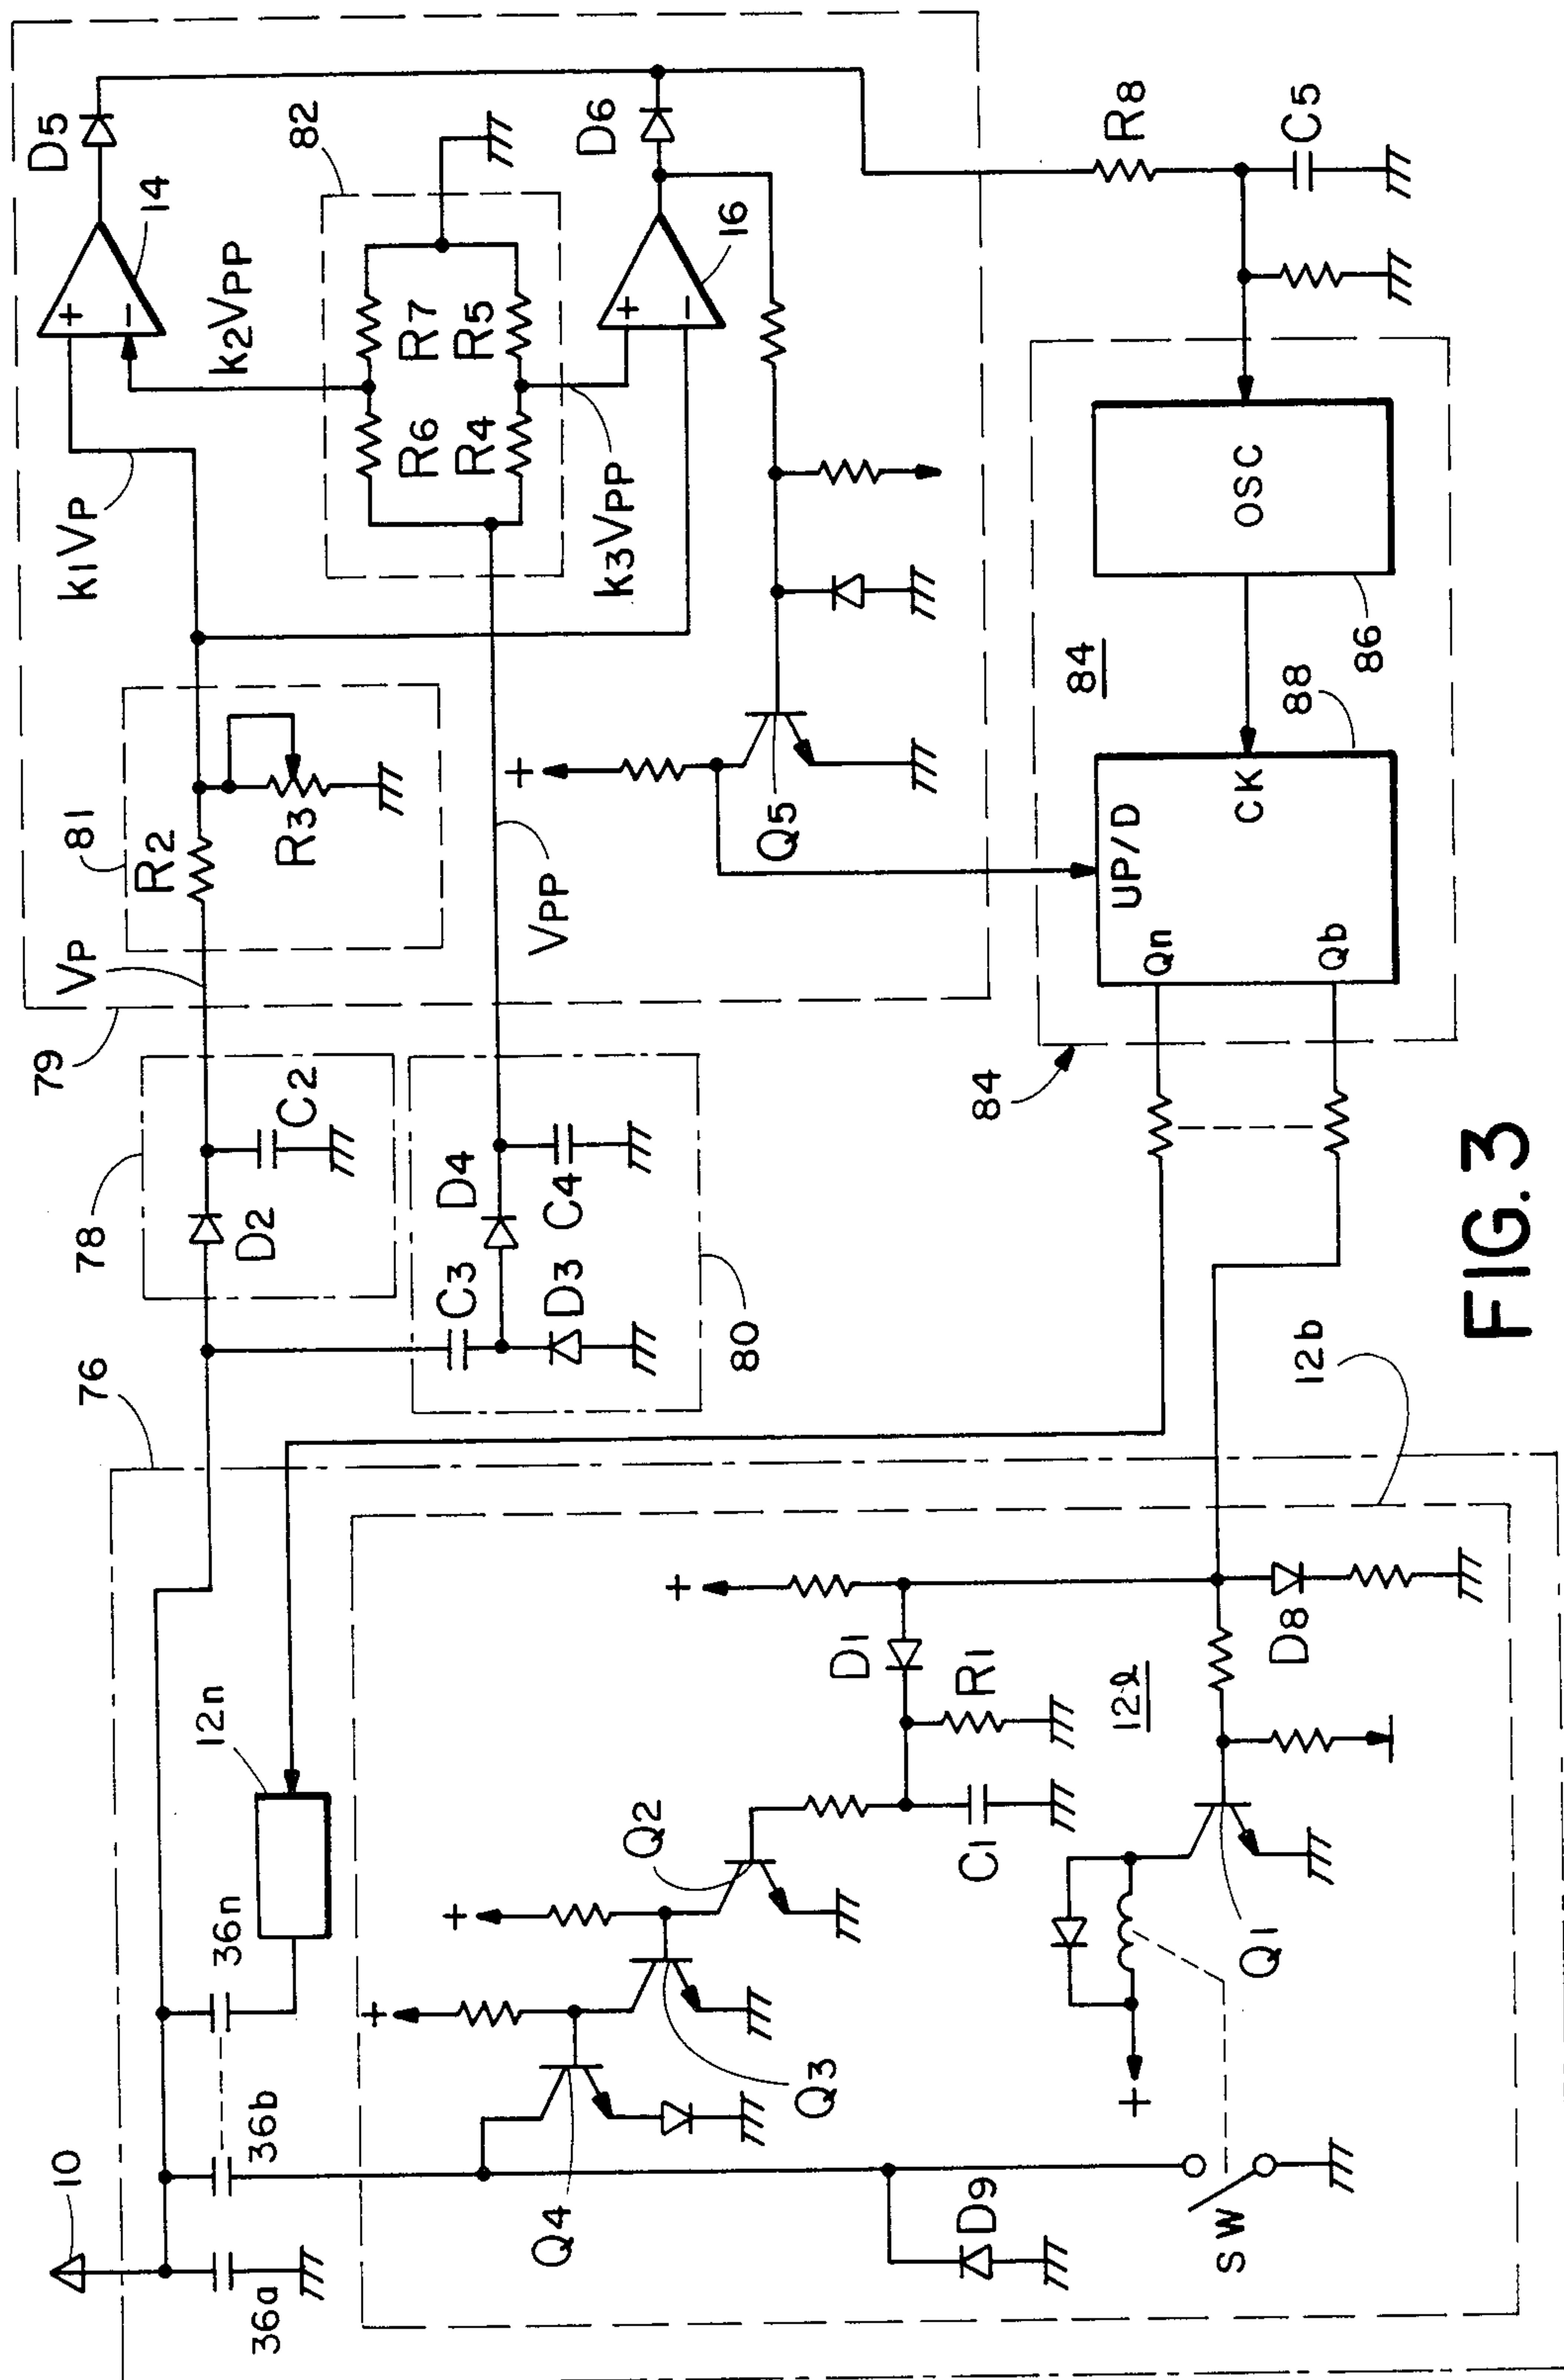 10
76
78
79
81
82
D5
14
36a
36b
36n
12n
D2
C2
VP
R2
R3
k1VP
k2VPP
k3VPP
R6
R7
R4
R5
C3
D4
D3
C4
80
VPP
16
D6
+
-
+
-
Q4
Q3
Q2
+
+
+
+
+
D1
R1
C1
12l
Q5
R8
C5
D9
SW
Q1
D8
12b
84
84
Qn
UP/D
Qb
CK
88
OSC
86
FIG. 3